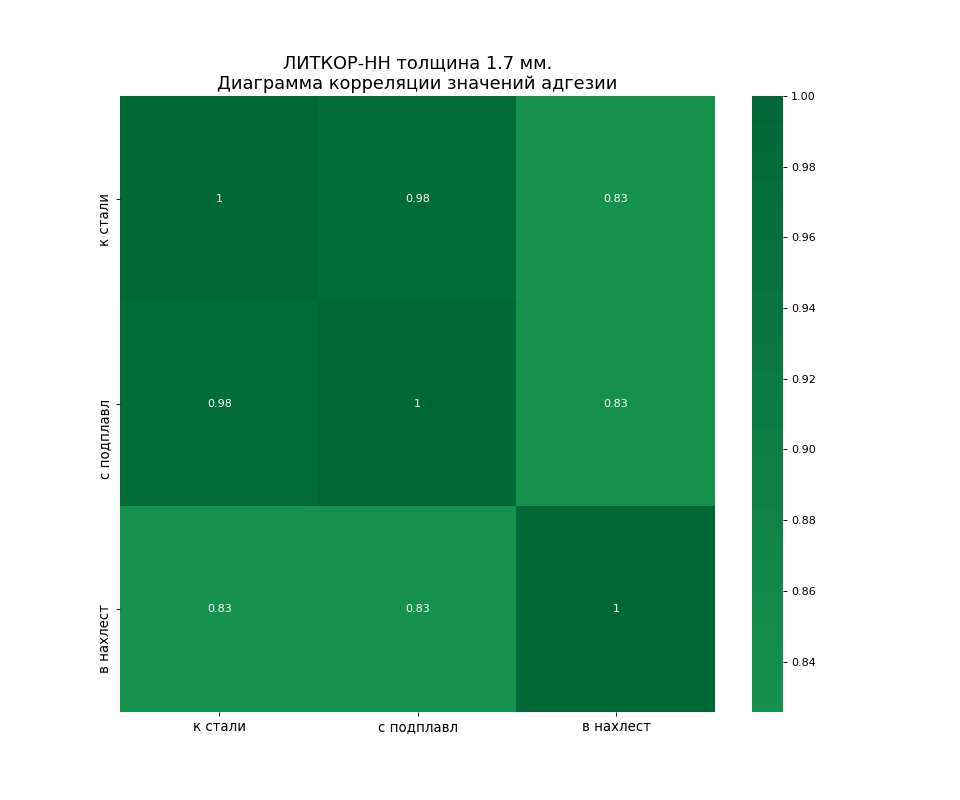 ЛИТКОР-НН толщина 1.7 мм.
Диаграмма корреляции значений адгезии
к стали
1
0.98
0.83
с подплавл
0.98
1
0.83
в нахлест
0.83
0.83
1
к стали
с подплавл
в нахлест
1.00
0.98
0.96
0.94
0.92
0.90
0.88
0.86
0.84